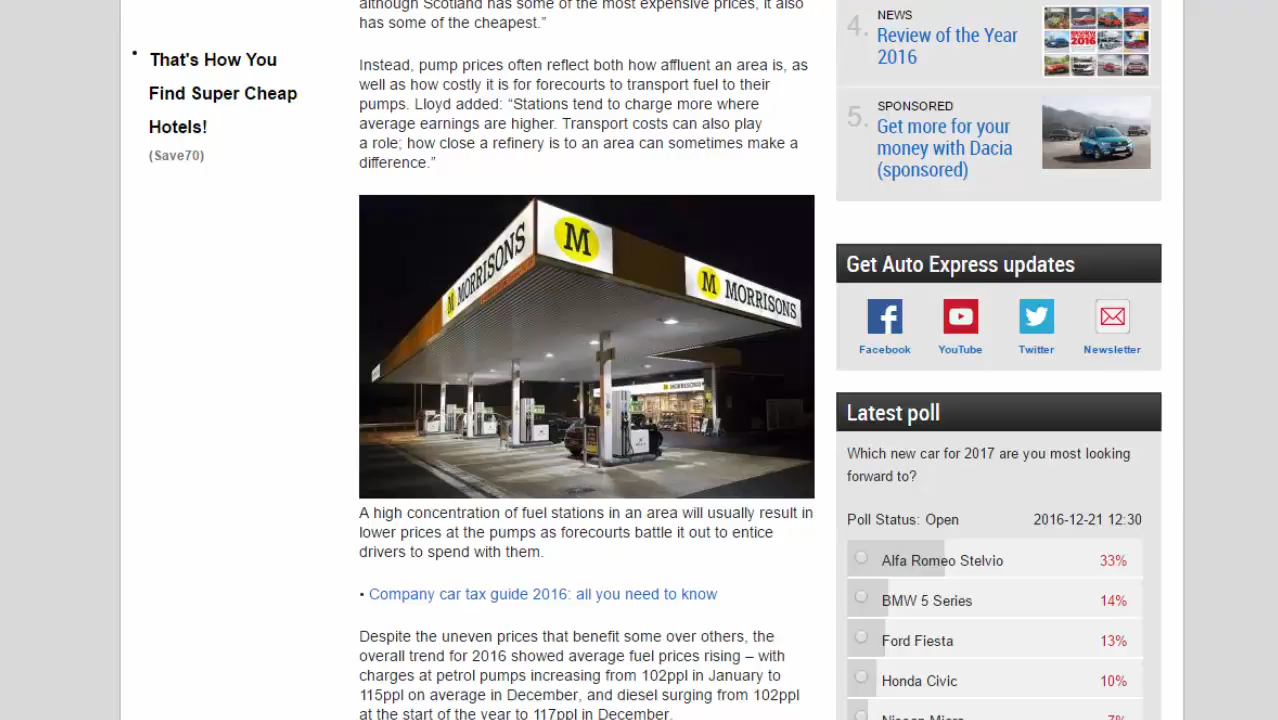 although Scotland has some of the most expensive prices, it also
has some of the cheapest.”
• That's How You
Find Super Cheap
Hotels!
(Save70)
Instead, pump prices often reflect both how affluent an area is, as
well as how costly it is for forecourts to transport fuel to their
pumps. Lloyd added: “Stations tend to charge more where
average earnings are higher. Transport costs can also play
a role; how close a refinery is to an area can sometimes make a
difference.”
M MORRISONS
M
M MORRISONS
MORRISONS
A high concentration of fuel stations in an area will usually result in
lower prices at the pumps as forecourts battle it out to entice
drivers to spend with them.
• Company car tax guide 2016: all you need to know
Despite the uneven prices that benefit some over others, the
overall trend for 2016 showed average fuel prices rising – with
charges at petrol pumps increasing from 102ppl in January to
115ppl on average in December, and diesel surging from 102ppl
at the start of the year to 117ppl in December.
4. NEWS
Review of the Year
2016
REVIEW
2016
5. SPONSORED
Get more for your
money with Dacia
(sponsored)
Get Auto Express updates
Facebook YouTube Twitter Newsletter
Latest poll
Which new car for 2017 are you most looking
forward to?
Poll Status: Open 2016-12-21 12:30
Alfa Romeo Stelvio 33%
BMW 5 Series 14%
Ford Fiesta 13%
Honda Civic 10%
Nissan Micra 7%